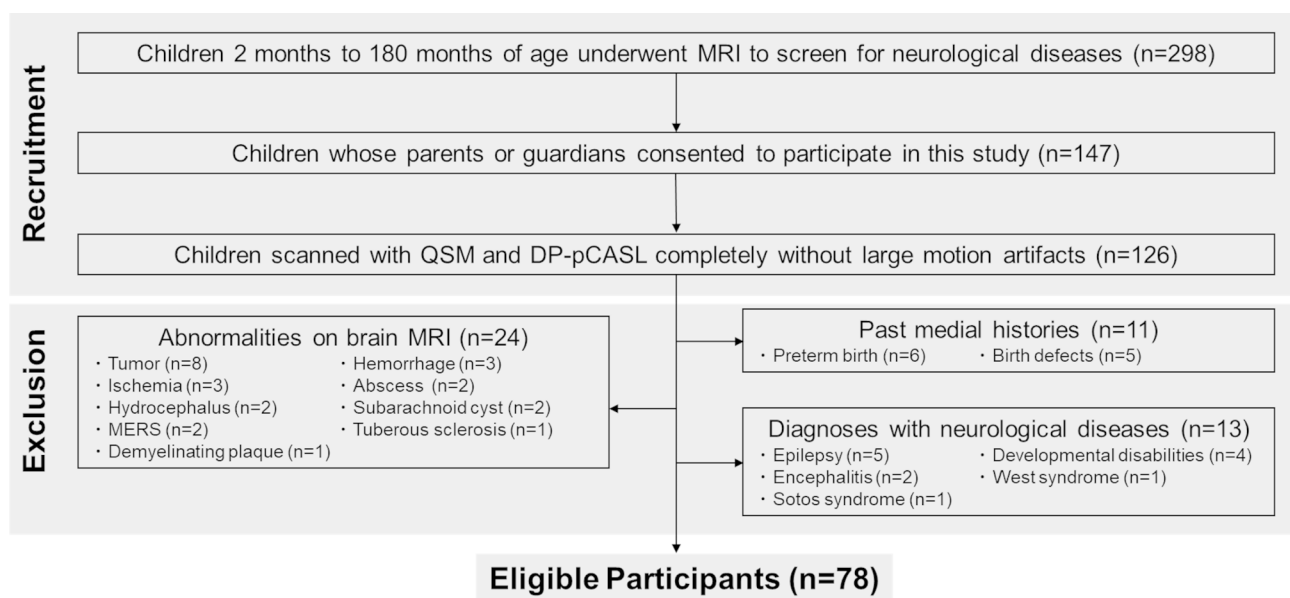 Recruitment
Children 2 months to 180 months of age underwent MRI to screen for neurological diseases (n=298)
Children whose parents or guardians consented to participate in this study (n=147)
Children scanned with QSM and DP-pCASL completely without large motion artifacts (n=126)
Exclusion
Abnormalities on brain MRI (n=24)
・Tumor (n=8) ・Hemorrhage (n=3)
・Ischemia (n=3) ・Abscess (n=2)
・Hydrocephalus (n=2) ・Subarachnoid cyst (n=2)
・MERS (n=2) ・Tuberous sclerosis (n=1)
・Demyelinating plaque (n=1)
Past medial histories (n=11)
・Preterm birth (n=6) ・Birth defects (n=5)
Diagnoses with neurological diseases (n=13)
・Epilepsy (n=5) ・Developmental disabilities (n=4)
・Encephalitis (n=2) ・West syndrome (n=1)
・Sotos syndrome (n=1)
Eligible Participants (n=78)